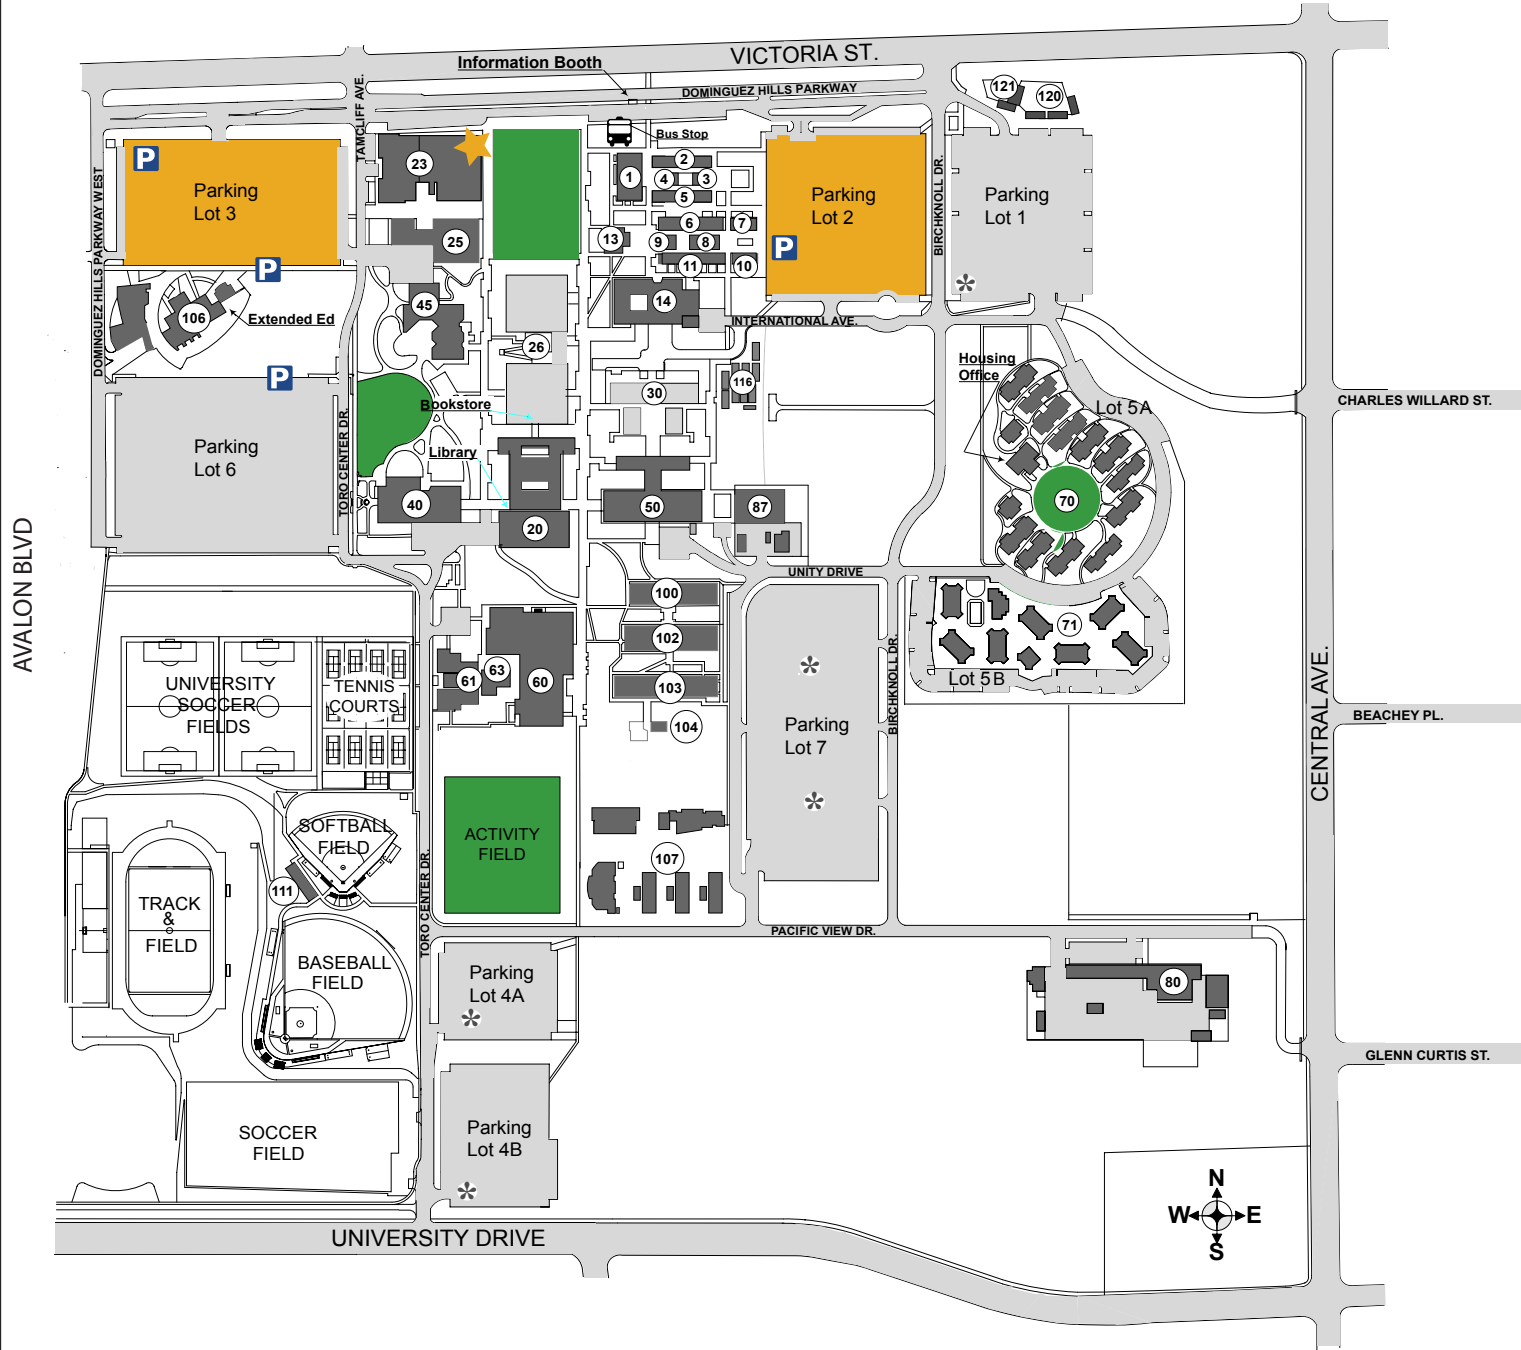 VICTORIA ST.
Information Booth
DOMINGUEZ HILLS PARKWAY
121
120
TAMCLIFF AVE.
Bus Stop
P
Parking
Lot 3
23
1
2
4
3
5
Parking
Lot 2
BIRCHKNOLL DR.
Parking
Lot 1
DOMINGUEZ HILLS PARKWAY WEST
25
13
6
7
9
8
11
10
P
P
106
Extended Ed
45
14
INTERNATIONAL AVE.
26
Housing
Office
P
30
116
Lot 5A
CHARLES WILLARD ST.
Bookstore
Parking
Lot 6
Library
TORO CENTER DR.
40
20
50
87
70
AVALON BLVD
UNITY DRIVE
100
102
103
104
71
Lot 5B
BIRCHKNOLL DR.
CENTRAL AVE.
UNIVERSITY
SOCCER
FIELDS
TENNIS
COURTS
61
63
60
Parking
Lot 7
BEACHEY PL.
SOFTBALL
FIELD
ACTIVITY
FIELD
107
111
TRACK
&
FIELD
TORO CENTER DR.
PACIFIC VIEW DR.
BASEBALL
FIELD
Parking
Lot 4A
80
GLENN CURTIS ST.
SOCCER
FIELD
Parking
Lot 4B
N
W
E
S
UNIVERSITY DRIVE